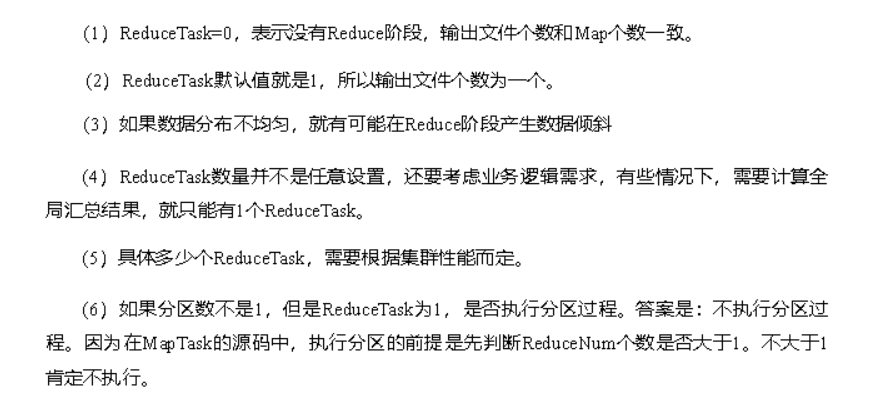 （1）ReduceTask=0，表示没有Reduce阶段，输出文件个数和Map个数一致。
（2）ReduceTask默认值就是1，所以输出文件个数为一个。
（3）如果数据分布不均匀，就有可能在Reduce阶段产生数据倾斜
（4）ReduceTask数量并不是任意设置，还要考虑业务逻辑需求，有些情况下，需要计算全
局汇总结果，就只能有1个ReduceTask。
（5）具体多少个ReduceTask，需要根据集群性能而定。
（6）如果分区数不是1，但是ReduceTask为1，是否执行分区过程。答案是：不执行分区过
程。因为在MapTask的源码中，执行分区的前提是先判断ReduceNum个数是否大于1。不大于1
肯定不执行。